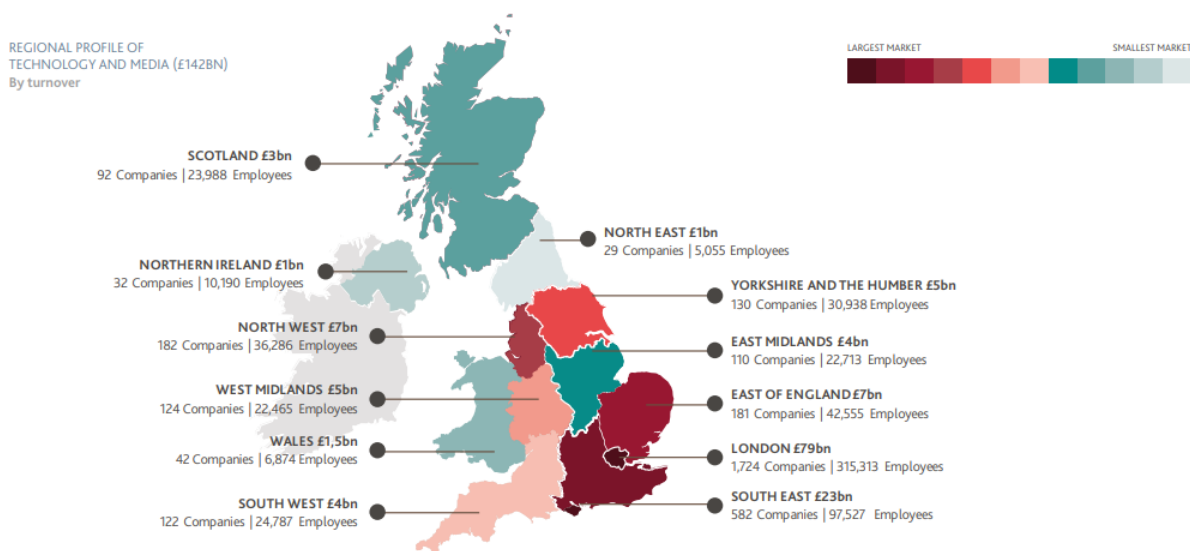 REGIONAL PROFILE OF
TECHNOLOGY AND MEDIA (£142BN)
By turnover
LARGEST MARKET
SMALLEST MARKET
SCOTLAND £3bn
92 Companies | 23,988 Employees
NORTH EAST £1bn
29 Companies | 5,055 Employees
NORTHERN IRELAND £1bn
32 Companies | 10,190 Employees
YORKSHIRE AND THE HUMBER £5bn
130 Companies | 30,938 Employees
NORTH WEST £7bn
182 Companies | 36,286 Employees
EAST MIDLANDS £4bn
110 Companies | 22,713 Employees
WEST MIDLANDS £5bn
124 Companies | 22,465 Employees
EAST OF ENGLAND £7bn
181 Companies | 42,555 Employees
WALES £1,5bn
42 Companies | 6,874 Employees
LONDON £79bn
1,724 Companies | 315,313 Employees
SOUTH WEST £4bn
122 Companies | 24,787 Employees
SOUTH EAST £23bn
582 Companies | 97,527 Employees